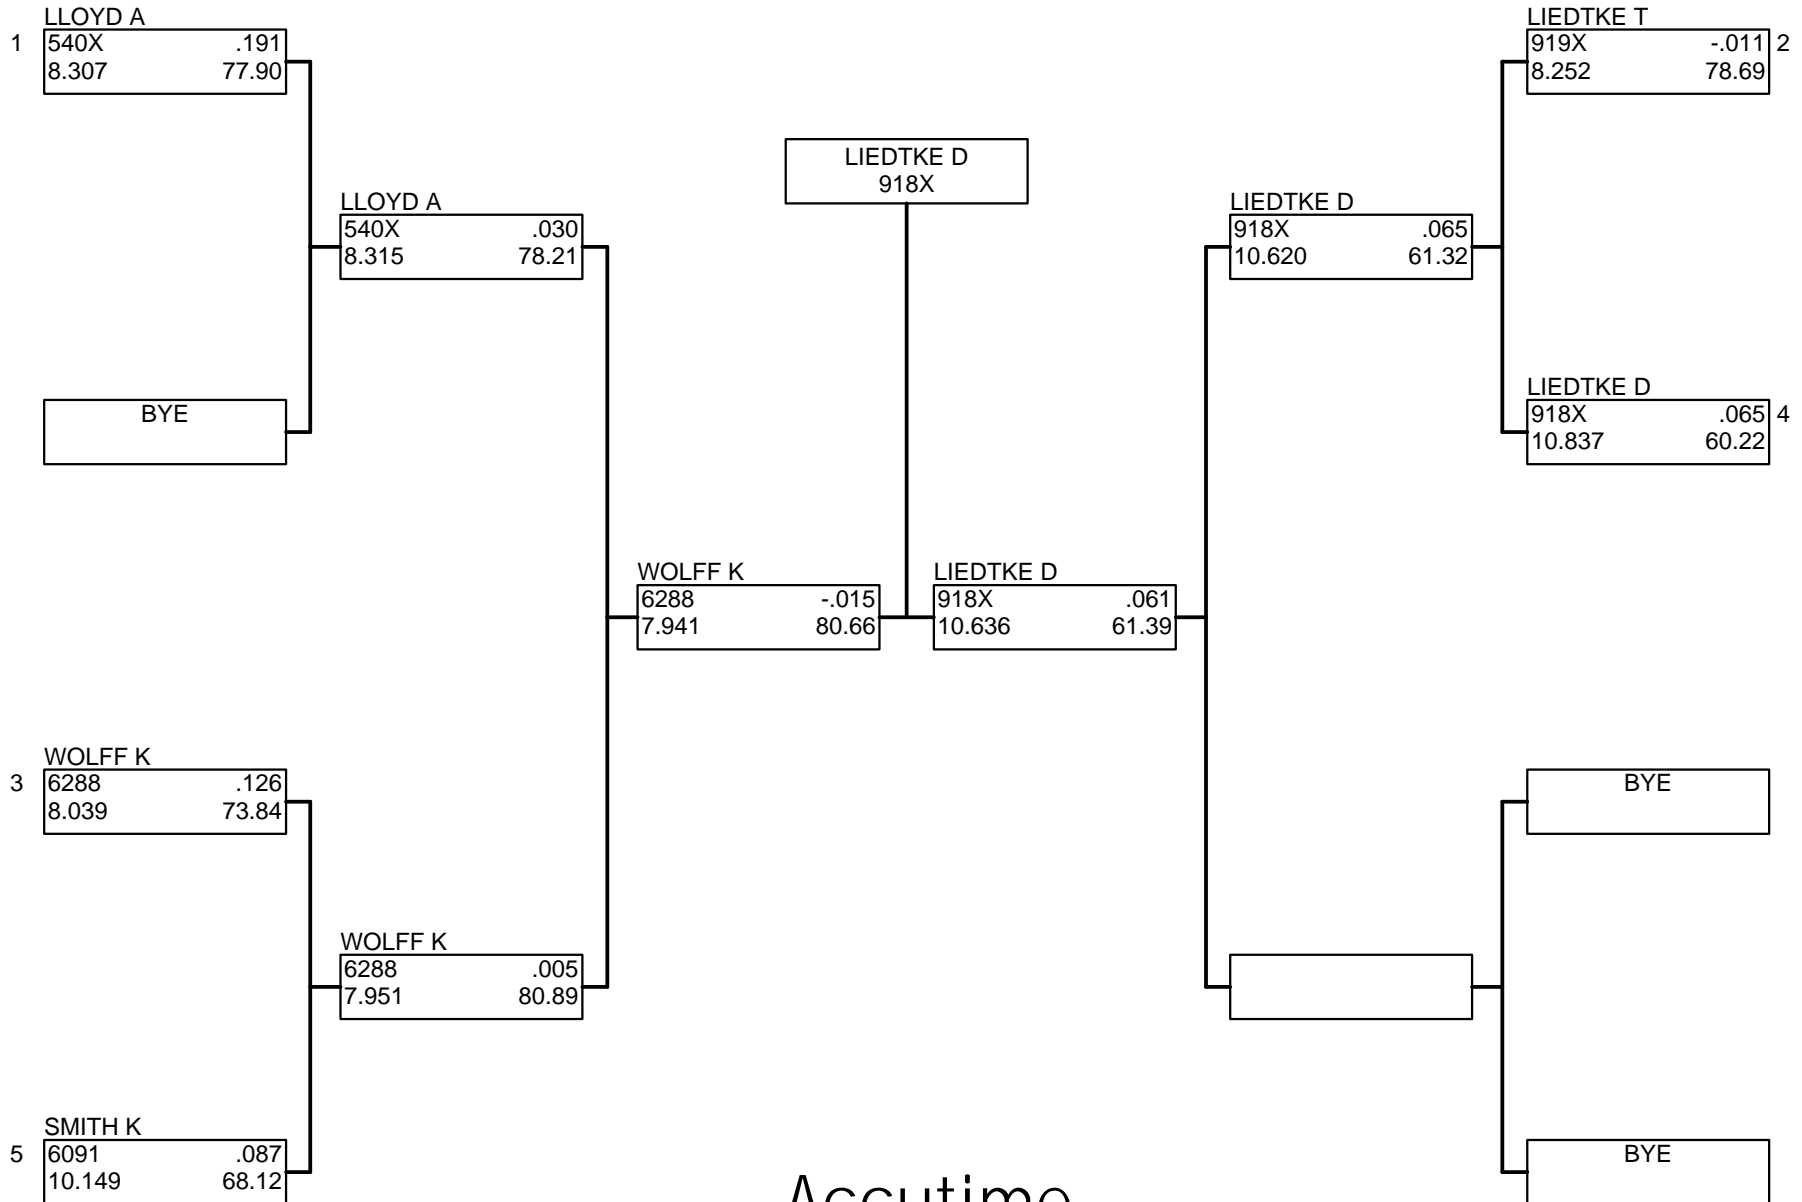 LLOYD A
1 540X .191
8.307 77.90
BYE
WOLFF K
3 6288 .126
8.039 73.84
SMITH K
5 6091 .087
10.149 68.12
LLOYD A
540X .030
8.315 78.21
WOLFF K
6288 .005
7.951 80.89
WOLFF K
6288 -.015
7.941 80.66
LIEDTKE D
918X
LIEDTKE D
918X .061
10.636 61.39
LIEDTKE D
918X .065
10.620 61.32
LIEDTKE T
919X -.011 2
8.252 78.69
LIEDTKE D
918X .065 4
10.837 60.22
BYE
BYE
Accutime